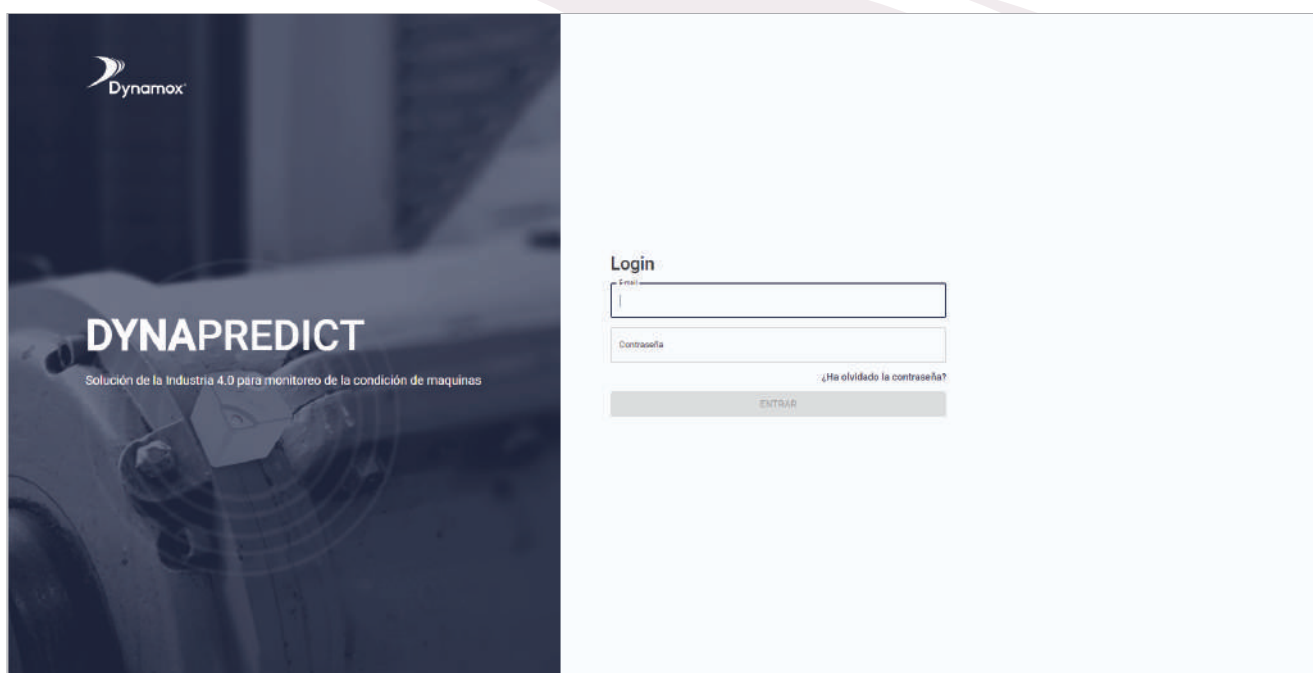 Dynamox
DYNAPREDICT
Solución de la Industria 4.0 para monitoreo de la condición de maquinas
Login
Email
Contraseña
¿Ha olvidado la contraseña?
ENTRAR